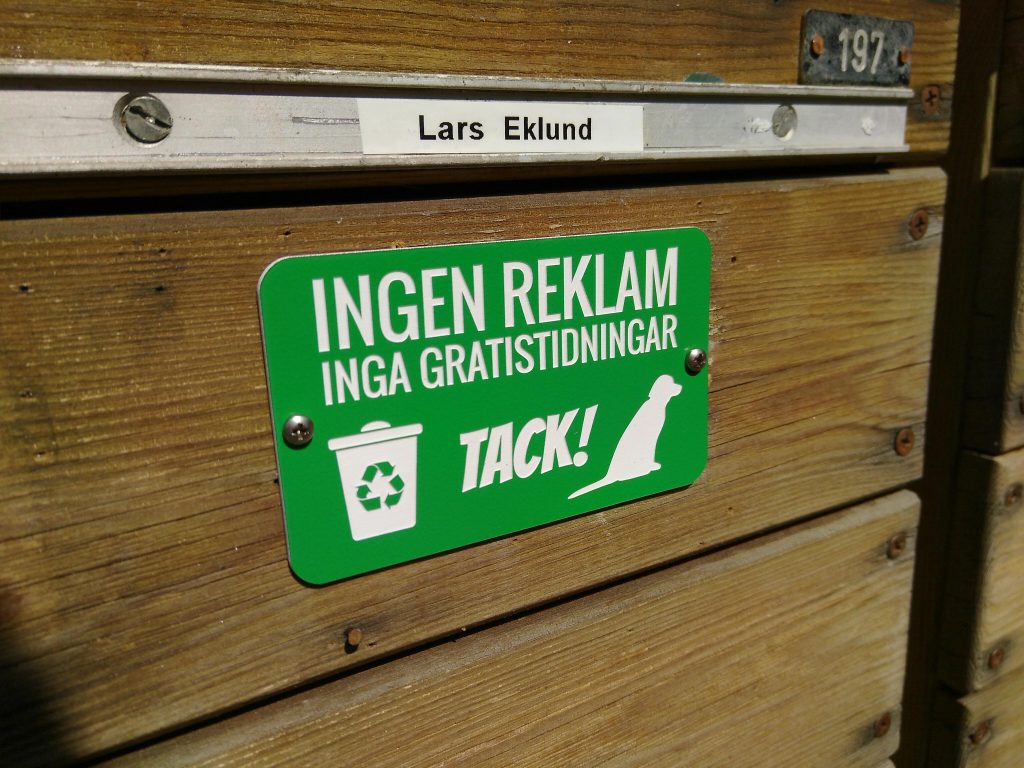 197
Lars Eklund
INGEN REKLAM
INGA GRATISTIDNINGAR
TACK!